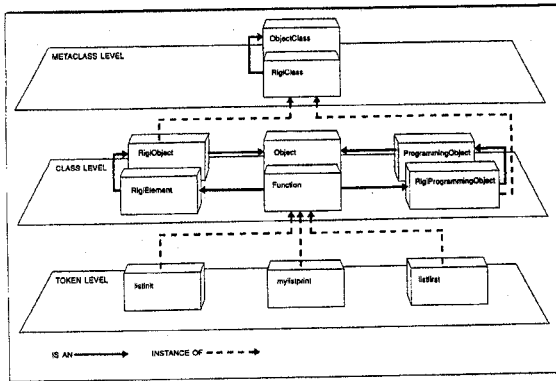 ObjectClass
METACLASS LEVEL
RigiClass
RigiObject
Object
ProgrammingObject
CLASS LEVEL
RigiElement
Function
RigiProgrammingObject
TOKEN LEVEL
listinit
mylistprint
listfirst
IS AN
INSTANCE OF